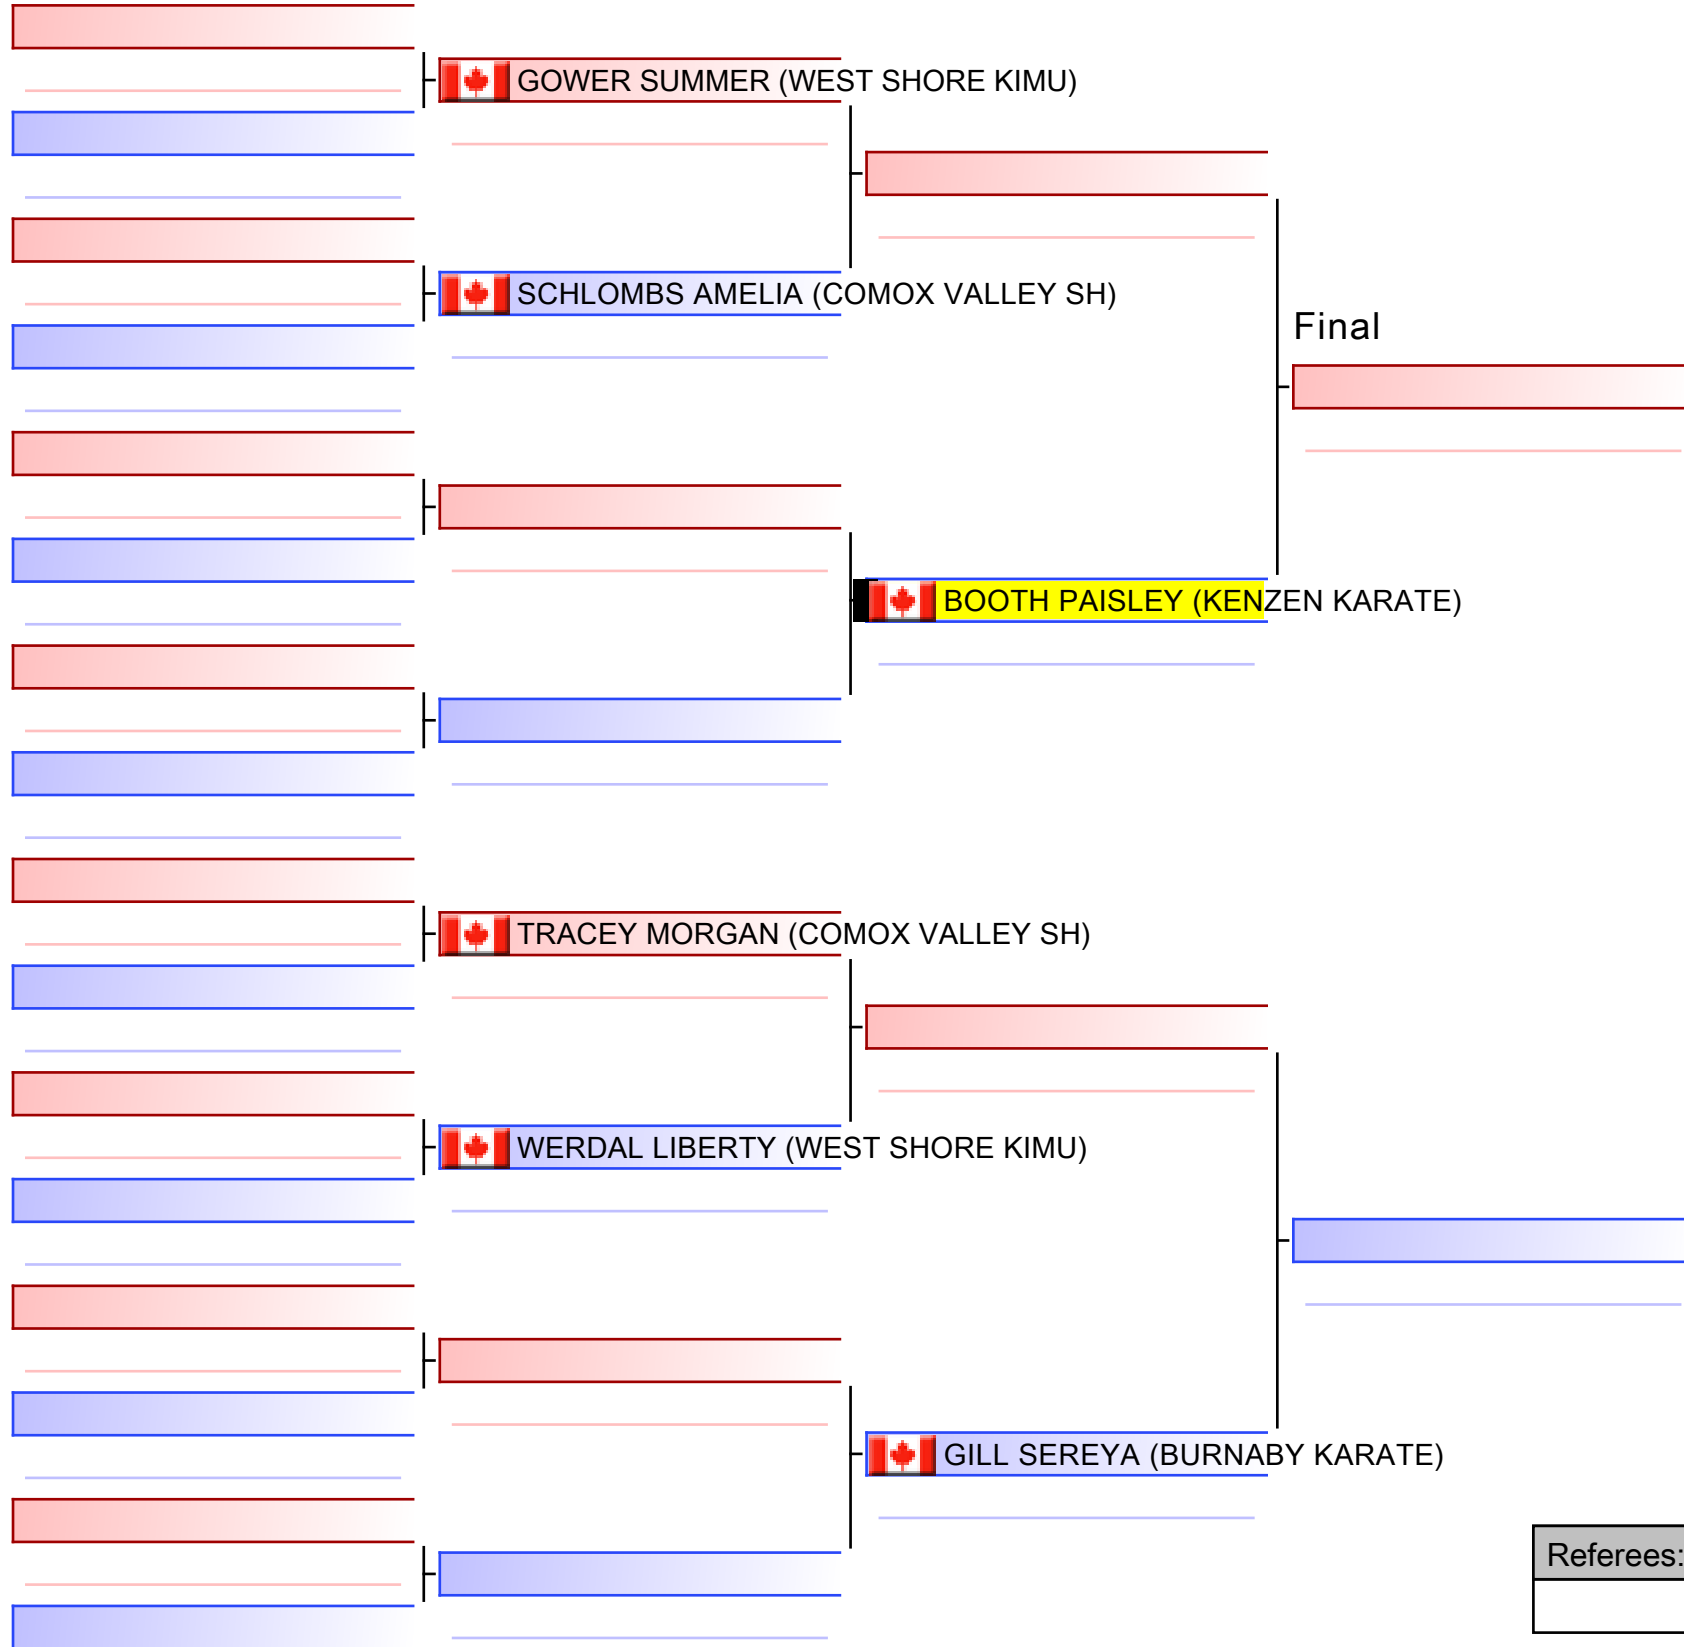 GOWER SUMMER (WEST SHORE KIMU)
SCHLOMBS AMELIA (COMOX VALLEY SH)
Final
BOOTH PAISLEY (KENZEN KARATE)
TRACEY MORGAN (COMOX VALLEY SH)
WERDAL LIBERTY (WEST SHORE KIMU)
GILL SEREYA (BURNABY KARATE)
Referees: